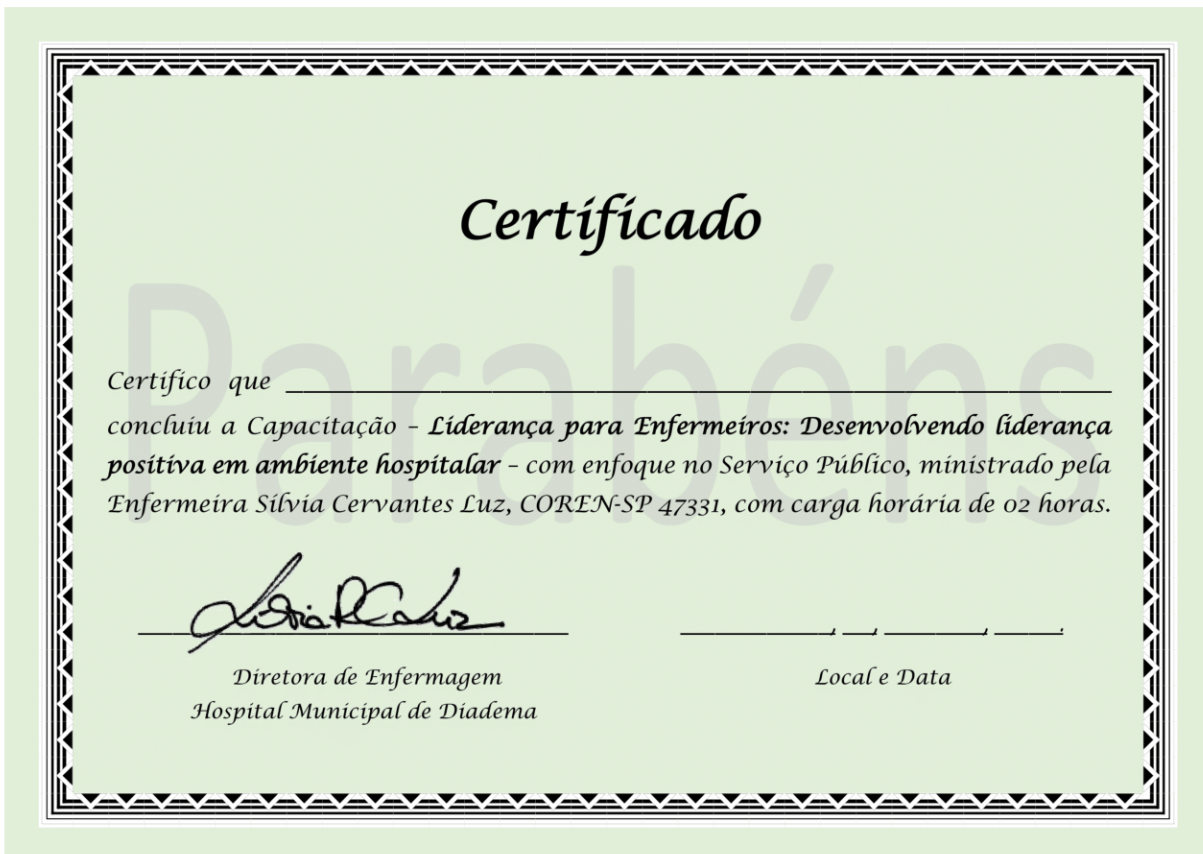 Certificado
Parabéns
Certifico que ______________________________
concluiu a Capacitação – Liderança para Enfermeiros: Desenvolvendo liderança
positiva em ambiente hospitalar – com enfoque no Serviço Público, ministrado pela
Enfermeira Silvia Cervantes Luz, COREN-SP 47331, com carga horária de 02 horas.
Diretora de Enfermagem
Hospital Municipal de Diadema
Local e Data